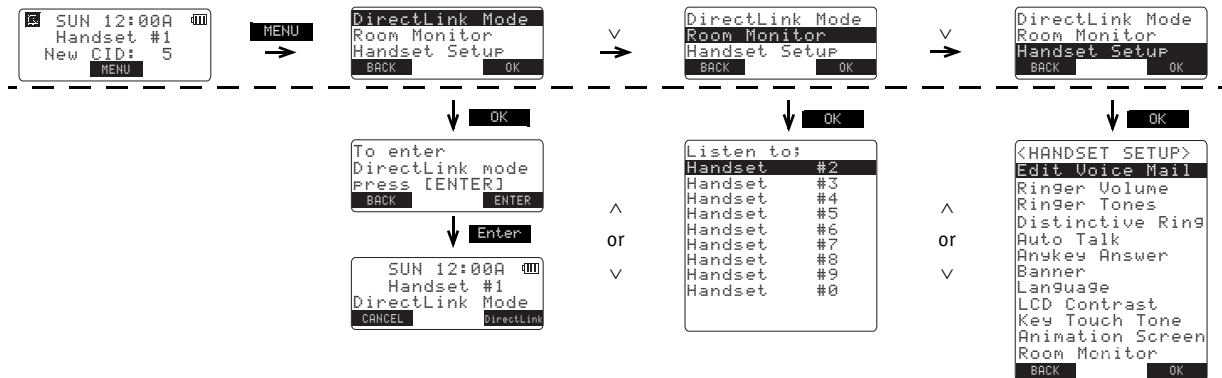 SUN 12:00A
Handset #1
New CID: 5
MENU
MENU
DirectLink Mode
Room Monitor
Handset Setup
BACK OK
DirectLink Mode
Room Monitor
Handset Setup
BACK OK
DirectLink Mode
Room Monitor
Handset Setup
BACK OK
OK
To enter
DirectLink mode
press [ENTER]
BACK ENTER
Enter
SUN 12:00A
Handset #1
DirectLink Mode
CANCEL DirectLink
or
OK
Listen to:
Handset #2
Handset #3
Handset #4
Handset #5
Handset #6
Handset #7
Handset #8
Handset #9
Handset #0
or
OK
<HANDSET SETUP>
Edit Voice Mail
Ringer Volume
Ringer Tones
Distinctive Ring
Auto Talk
Anykey Answer
Banner
Language
LCD Contrast
Key Touch Tone
Animation Screen
Room Monitor
BACK OK